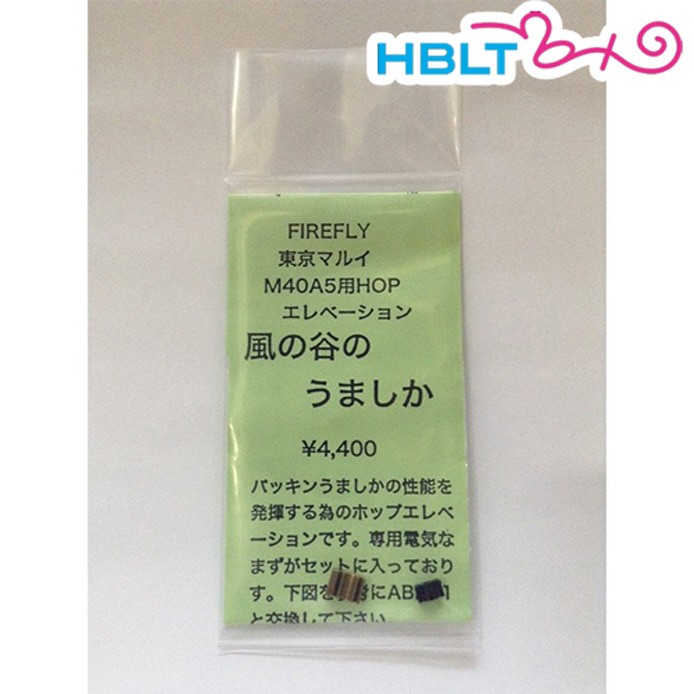 HBLT
FIREFLY
東京マルイ
M40A5用HOP
エレベーション
風の谷の
うましか
¥4,400
パッキンうましかの性能を
発揮する為のホップエレベ
ーションです。専用電気な
まずがセットに入っており
す。下図を
にAB
と交換して下さい